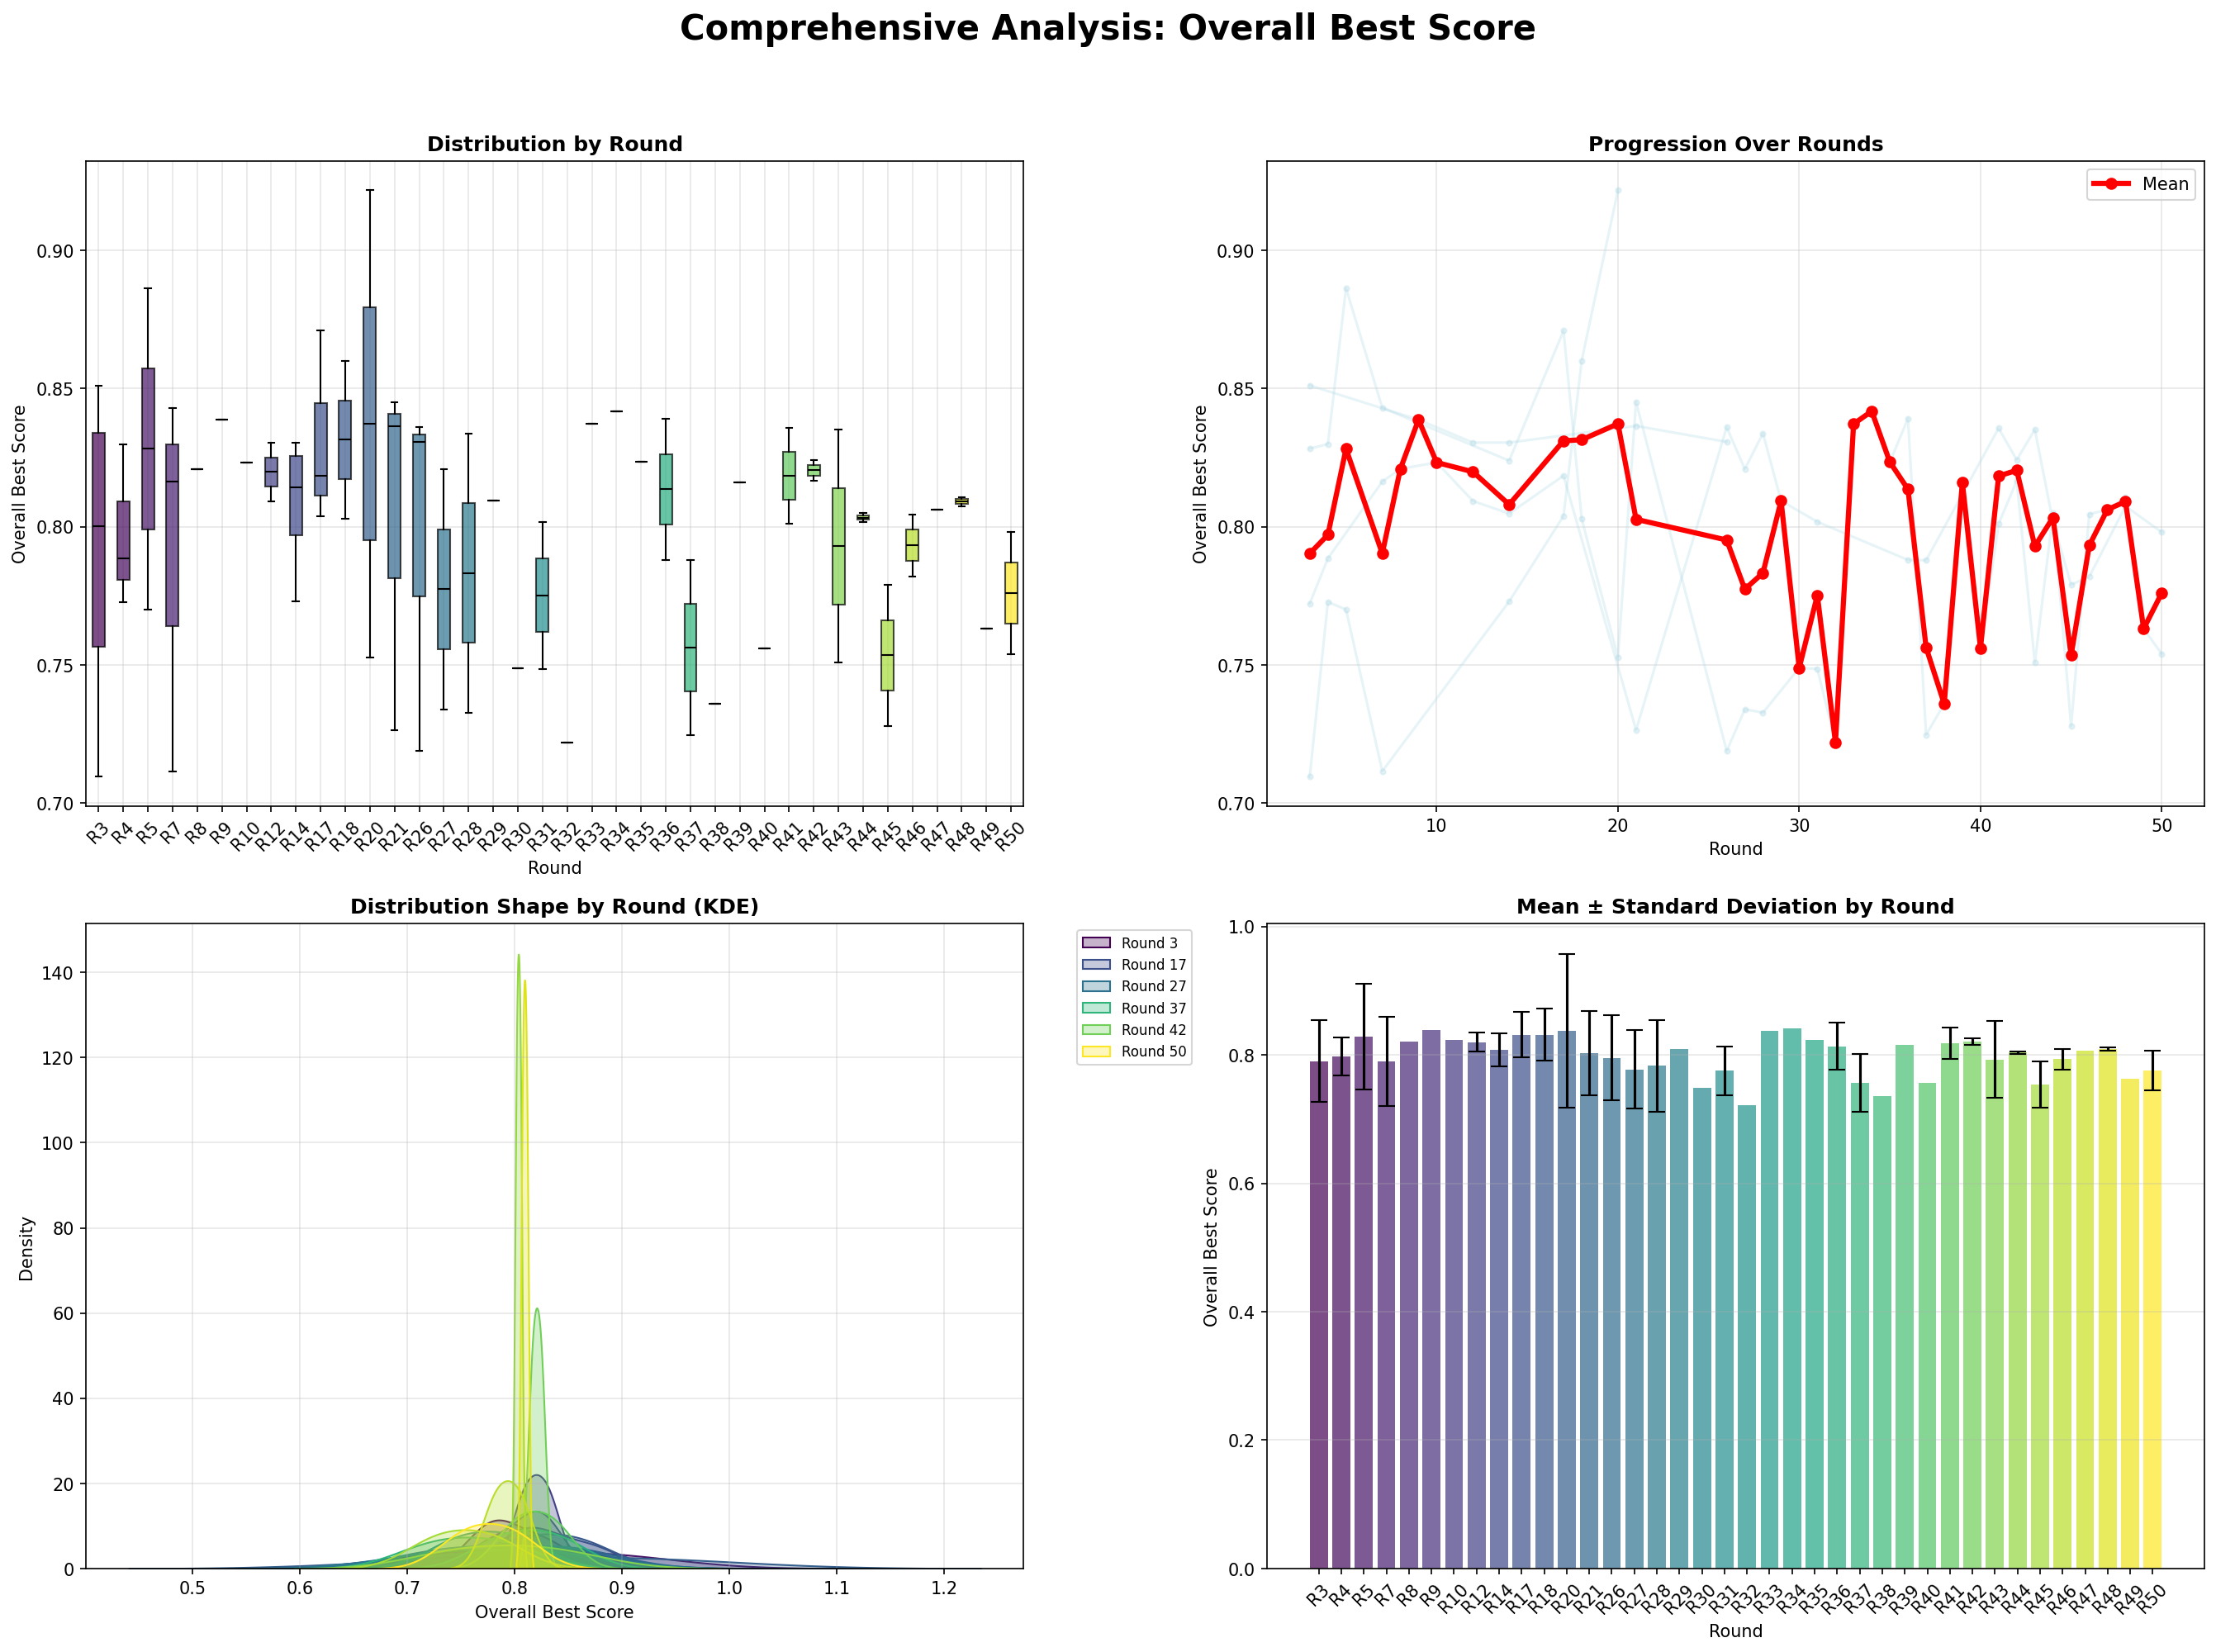 Comprehensive Analysis: Overall Best Score
Distribution by Round
Overall Best Score
0.90
0.85
0.80
0.75
0.70
R3 R4 R5 R7 R8 R9 R10 R12 R14 R17 R18 R20 R21 R26 R27 R28 R29 R30 R31 R32 R33 R34 R35 R36 R37 R38 R39 R40 R41 R42 R43 R44 R45 R46 R47 R48 R49 R50
Round
Progression Over Rounds
Mean
Overall Best Score
0.90
0.85
0.80
0.75
0.70
10 20 30 40 50
Round
Distribution Shape by Round (KDE)
Density
140
120
100
80
60
40
20
0
0.5 0.6 0.7 0.8 0.9 1.0 1.1 1.2
Overall Best Score
Round 3
Round 17
Round 27
Round 37
Round 42
Round 50
Mean ± Standard Deviation by Round
Overall Best Score
1.0
0.8
0.6
0.4
0.2
0.0
R3 R4 R5 R7 R8 R9 R10 R12 R14 R17 R18 R20 R21 R26 R27 R28 R29 R30 R31 R32 R33 R34 R35 R36 R37 R38 R39 R40 R41 R42 R43 R44 R45 R46 R47 R48 R49 R50
Round